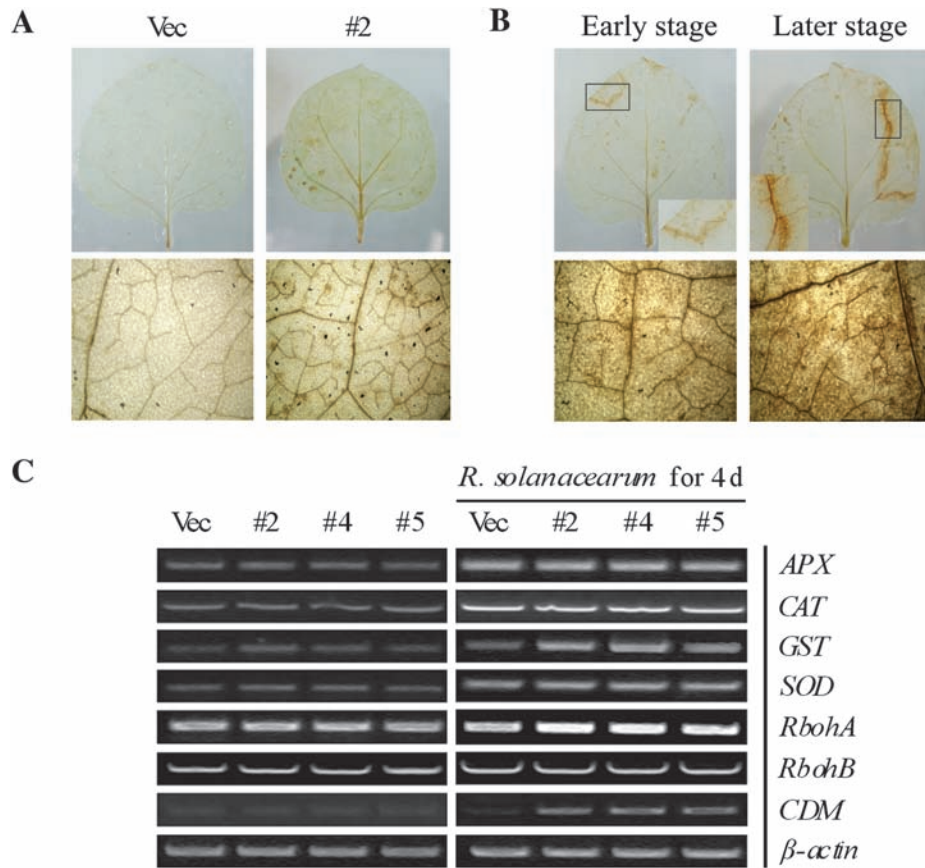 A
Vec
#2
B
Early stage
Later stage
C
R. solanacearum for 4 d
Vec
#2
#4
#5
Vec
#2
#4
#5
APX
CAT
GST
SOD
RbohA
RbohB
CDM
β-actin